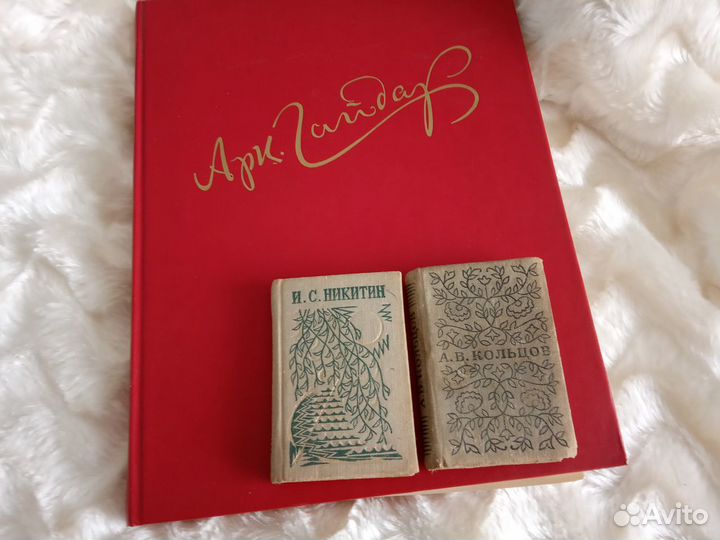 Арк. Гайдар
И. С. НИКИТИН
А. В. КОЛЬЦОВ
Avito